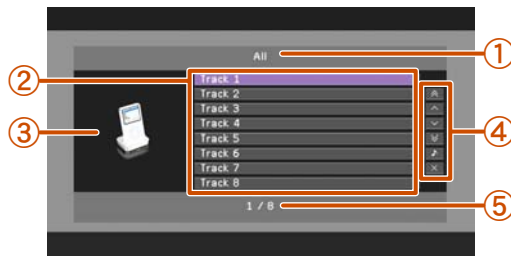 All
1
2
Track 1
Track 2
3
Track 3
Track 4
4
Track 5
Track 6
Track 7
Track 8
1 / 8
5